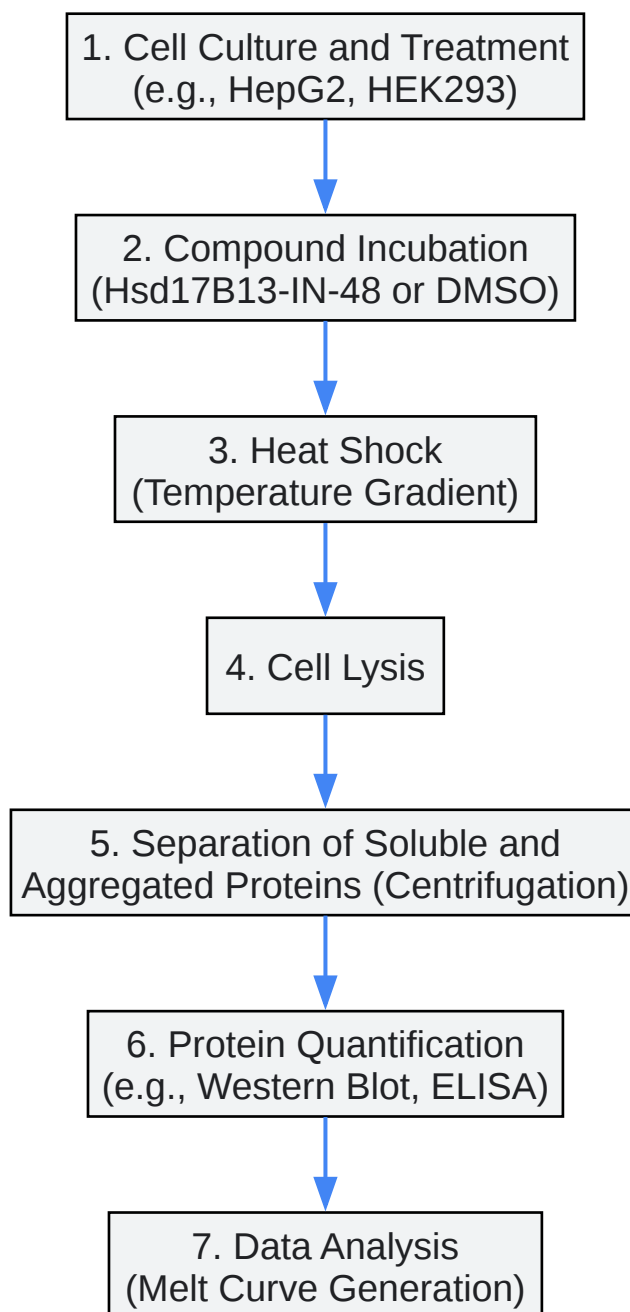 1. Cell Culture and Treatment
(e.g., HepG2, HEK293)
2. Compound Incubation
(Hsd17B13-IN-48 or DMSO)
3. Heat Shock
(Temperature Gradient)
4. Cell Lysis
5. Separation of Soluble and
Aggregated Proteins (Centrifugation)
6. Protein Quantification
(e.g., Western Blot, ELISA)
7. Data Analysis
(Melt Curve Generation)